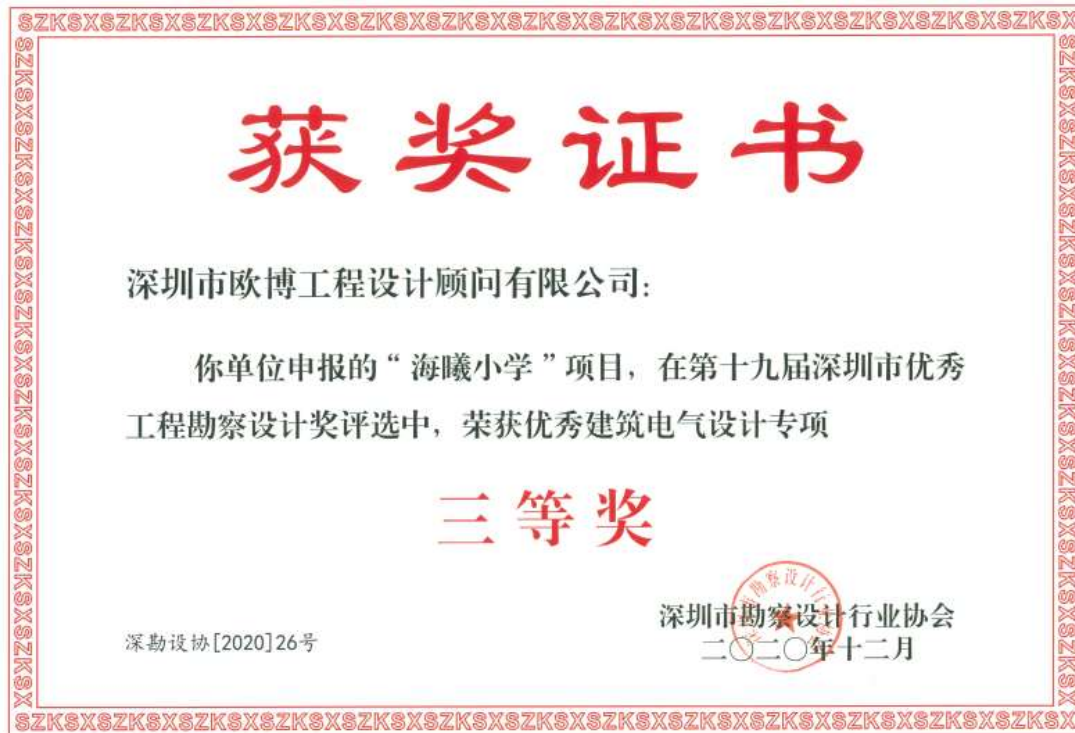 SZKSXSZKSXSZKSXSZKSXSZKSXSZKSXSZKSXSZKSXSZKSXSZKSXSZKSX
获奖证书
深圳市欧博工程设计顾问有限公司：
你单位申报的“海曦小学”项目，在第十九届深圳市优秀
工程勘察设计奖评选中，荣获优秀建筑电气设计专项
三等奖
深圳市勘察设计行业协会
二〇二〇年十二月
深勘设协[2020]26号